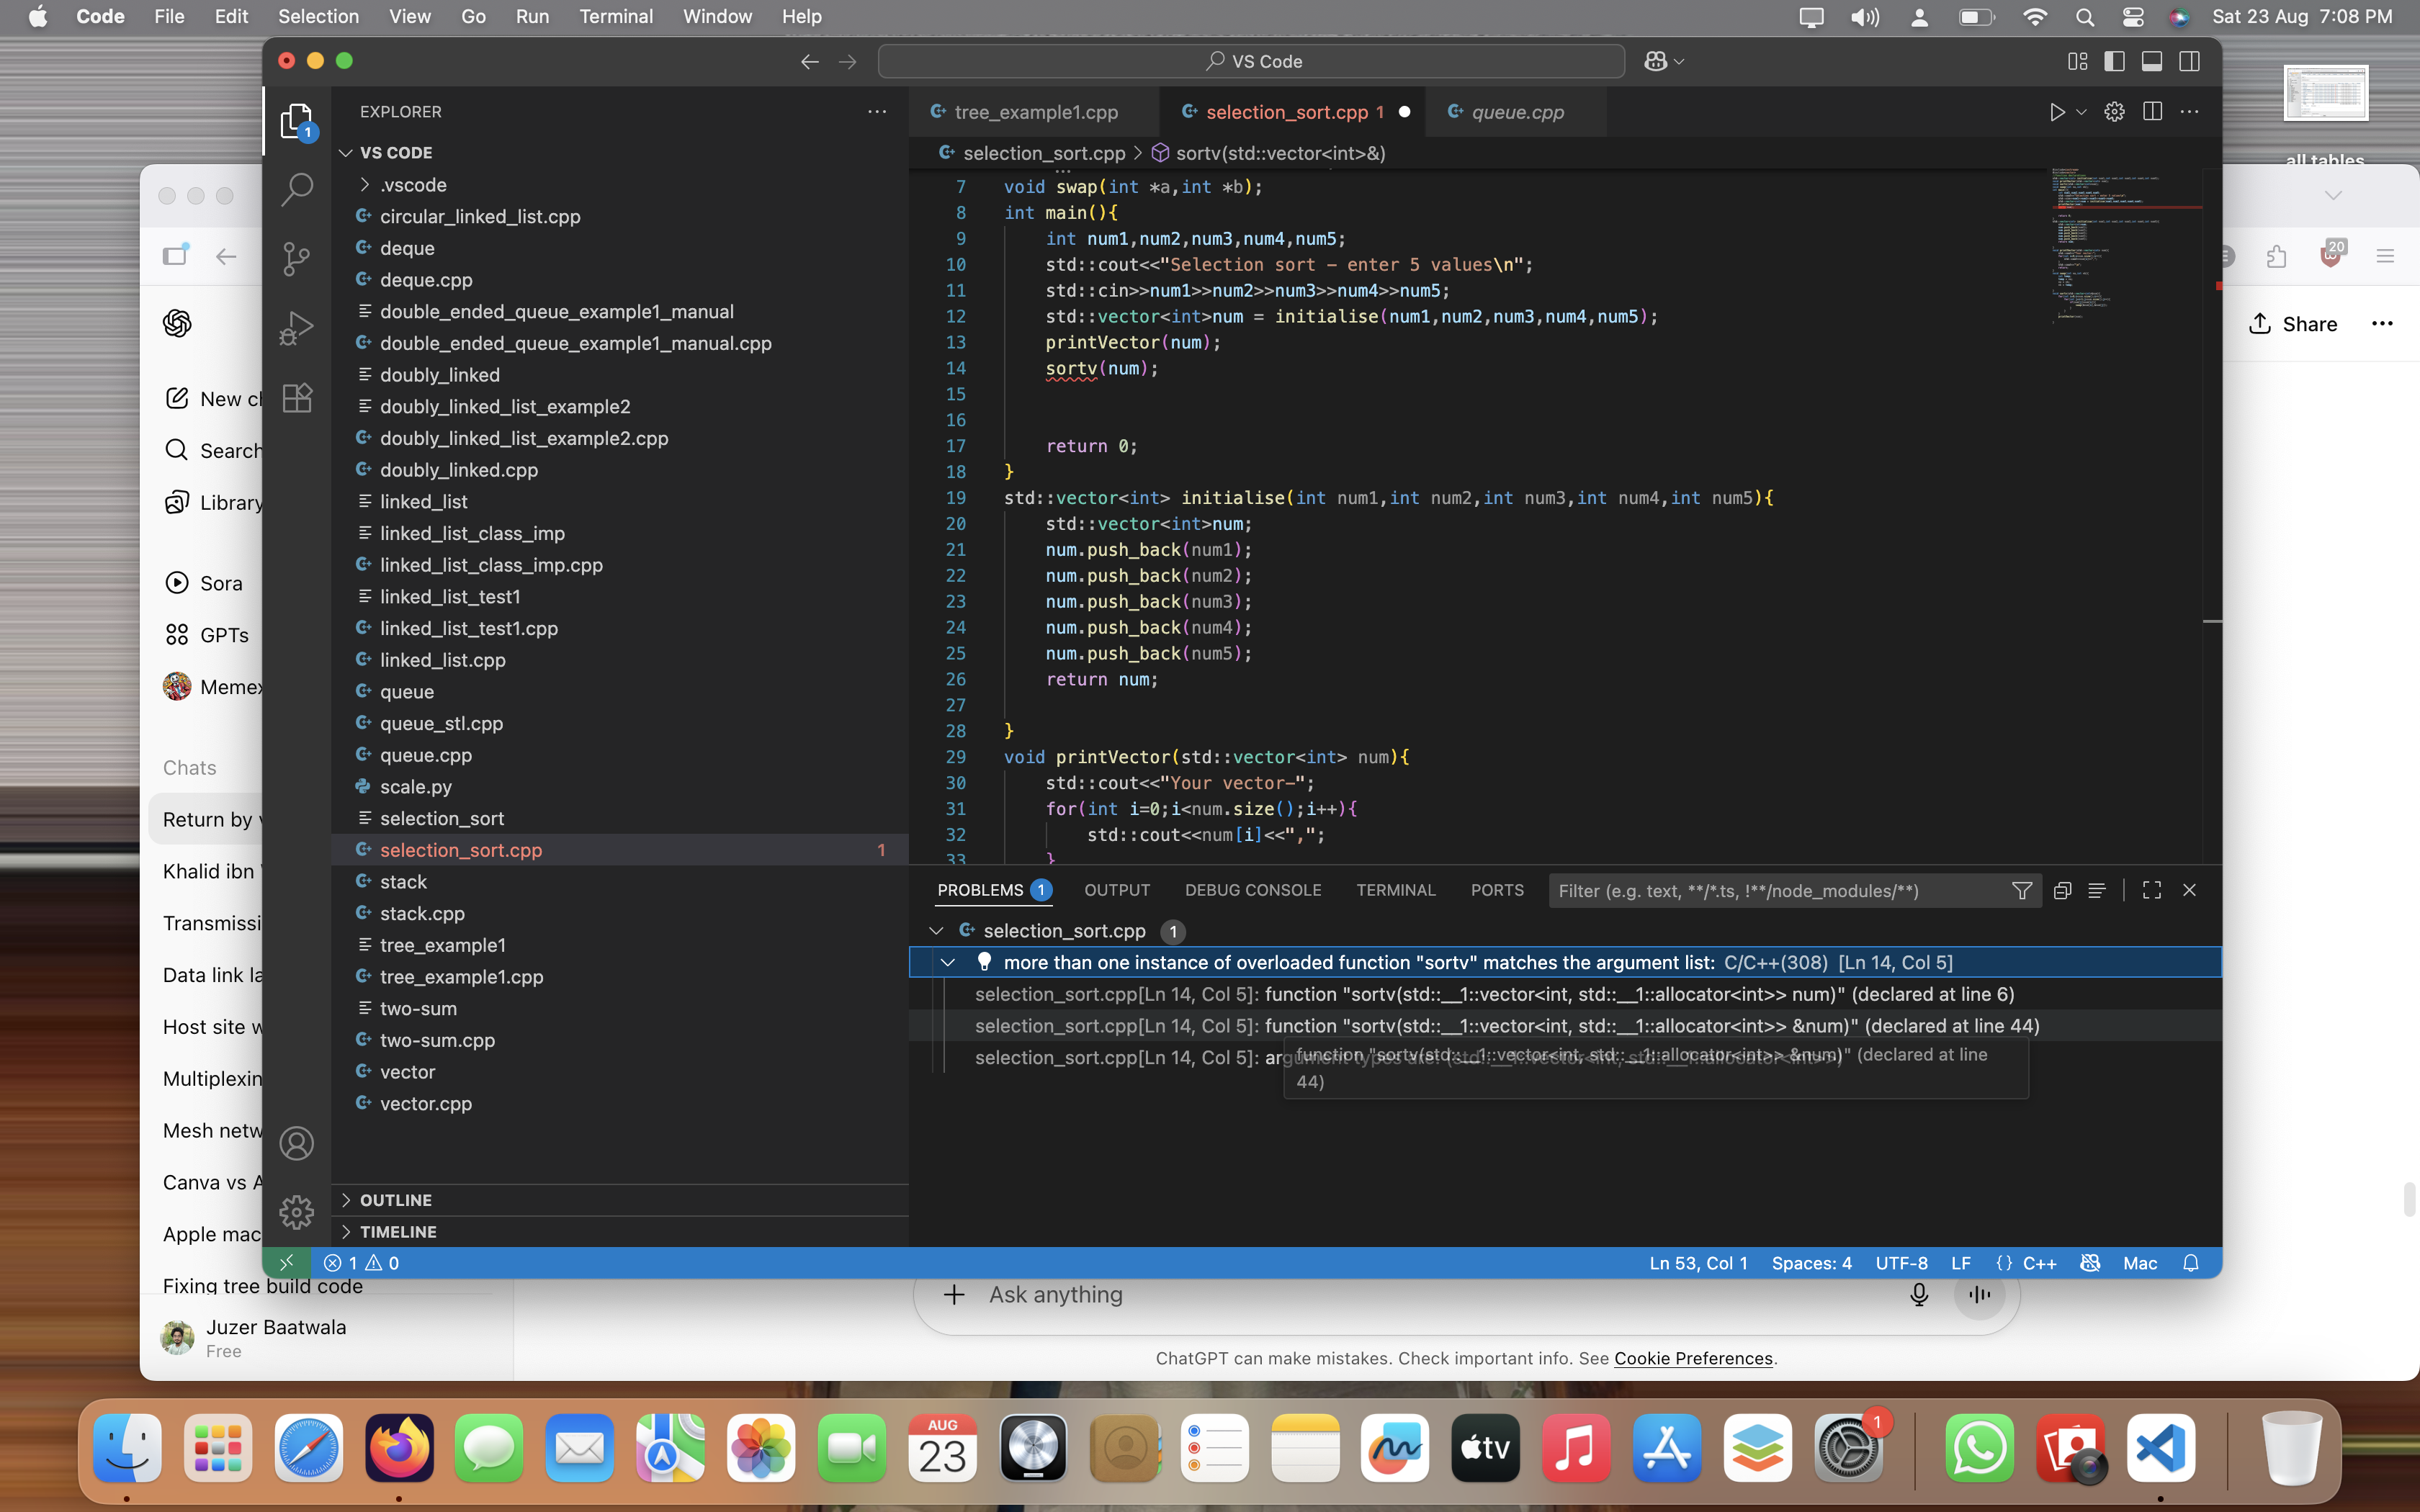 Code File Edit Selection View Go Run Terminal Window Help
Sat 23 Aug 7:08 PM
VS Code
all tables
20
Share
New
Search
Library
Sora
GPTs
Chats
Return by
Khalid ibn
Data link
Host site
Canva vs
Apple
Fixing tree build code
Juzer Baatwala
Free
1
EXPLORER
VS CODE
.vscode
circular_linked_list.cpp
deque
deque.cpp
double_ended_queue_example1_manual
double_ended_queue_example1_manual.cpp
doubly_linked
doubly_linked_list_example2
doubly_linked_list_example2.cpp
doubly_linked.cpp
linked_list
linked_list_class_imp
linked_list_class_imp.cpp
linked_list_test1
linked_list_test1.cpp
linked_list.cpp
queue
queue_stl.cpp
queue.cpp
scale.py
selection_sort
selection_sort.cpp 1
stack
stack.cpp
tree_example1
tree_example1.cpp
two-sum
two-sum.cpp
vector
vector.cpp
OUTLINE
TIMELINE
tree_example1.cpp selection_sort.cpp 1 queue.cpp
selection_sort.cpp > sortv(std::vector<int>&)
7 void swap(int *a,int *b);
8 int main(){
9 int num1,num2,num3,num4,num5;
10 std::cout<<"Selection sort - enter 5 values\n";
11 std::cin>>num1>>num2>>num3>>num4>>num5;
12 std::vector<int>num = initialise(num1,num2,num3,num4,num5);
13 printVector(num);
14 sortv(num);
15
16
17 return 0;
18 }
19 std::vector<int> initialise(int num1,int num2,int num3,int num4,int num5){
20 std::vector<int>num;
21 num.push_back(num1);
22 num.push_back(num2);
23 num.push_back(num3);
24 num.push_back(num4);
25 num.push_back(num5);
26 return num;
27
28 }
29 void printVector(std::vector<int> num){
30 std::cout<<"Your vector-";
31 for(int i=0;i<num.size();i++){
32 std::cout<<num[i]<<",";
33 }
PROBLEMS 1 OUTPUT DEBUG CONSOLE TERMINAL PORTS Filter (e.g. text, **/*.ts, !**/node_modules/**)
selection_sort.cpp 1
more than one instance of overloaded function "sortv" matches the argument list: C/C++(308) [Ln 14, Col 5]
selection_sort.cpp[Ln 14, Col 5]: function "sortv(std::__1::vector<int, std::__1::allocator<int>> num)" (declared at line 6)
selection_sort.cpp[Ln 14, Col 5]: function "sortv(std::__1::vector<int, std::__1::allocator<int>> &num)" (declared at line 44)
selection_sort.cpp[Ln 14, Col 5]: argument types are: (std::__1::vector<int, std::__1::allocator<int>>)
function "sortv(std::__1::vector<int, std::__1::allocator<int>> &num)" (declared at line
44)
1 0
Ln 53, Col 1 Spaces: 4 UTF-8 LF {} C++ Mac
Ask anything
ChatGPT can make mistakes. Check important info. See Cookie Preferences.
AUG
23
tv
1